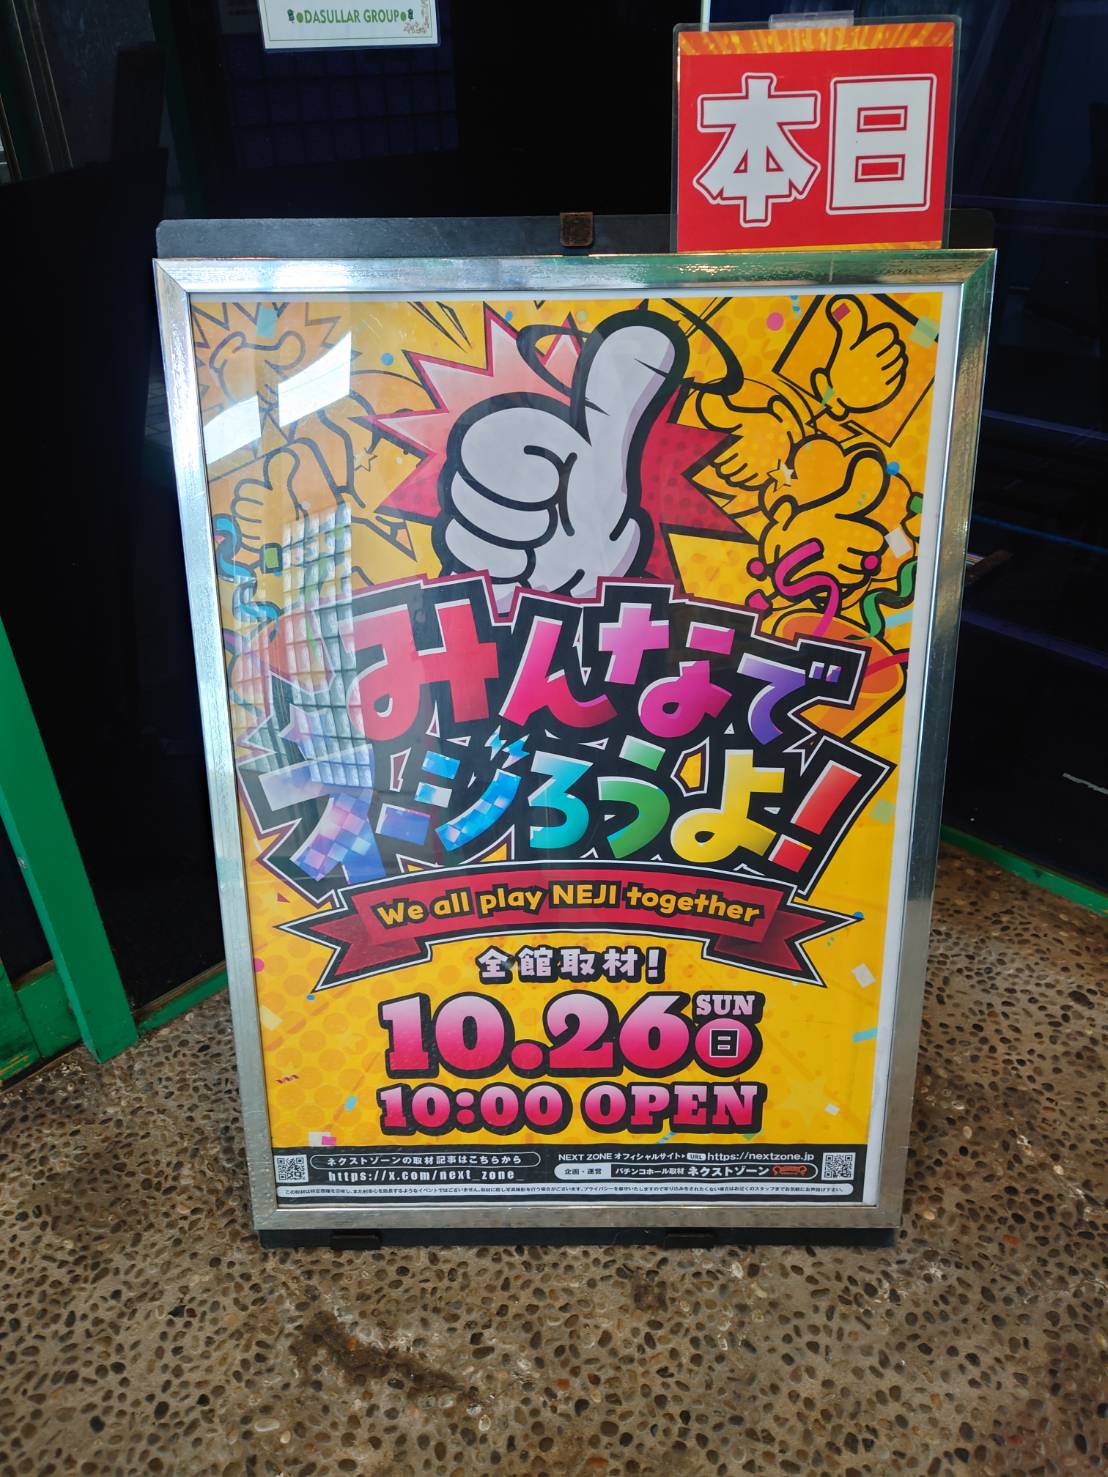 DASULLAR GROUP
本日
みんなで
ネジろうよ!
We all play NEJI together
全館取材!
10.26 SUN 日
10:00 OPEN
ネクストゾーンの取材記事はこちらから
https://x.com/next_zone_
NEXT ZONE オフィシャルサイト▶ URL https://nextzone.jp
企画・運営 パチンコホール取材 ネクストゾーン